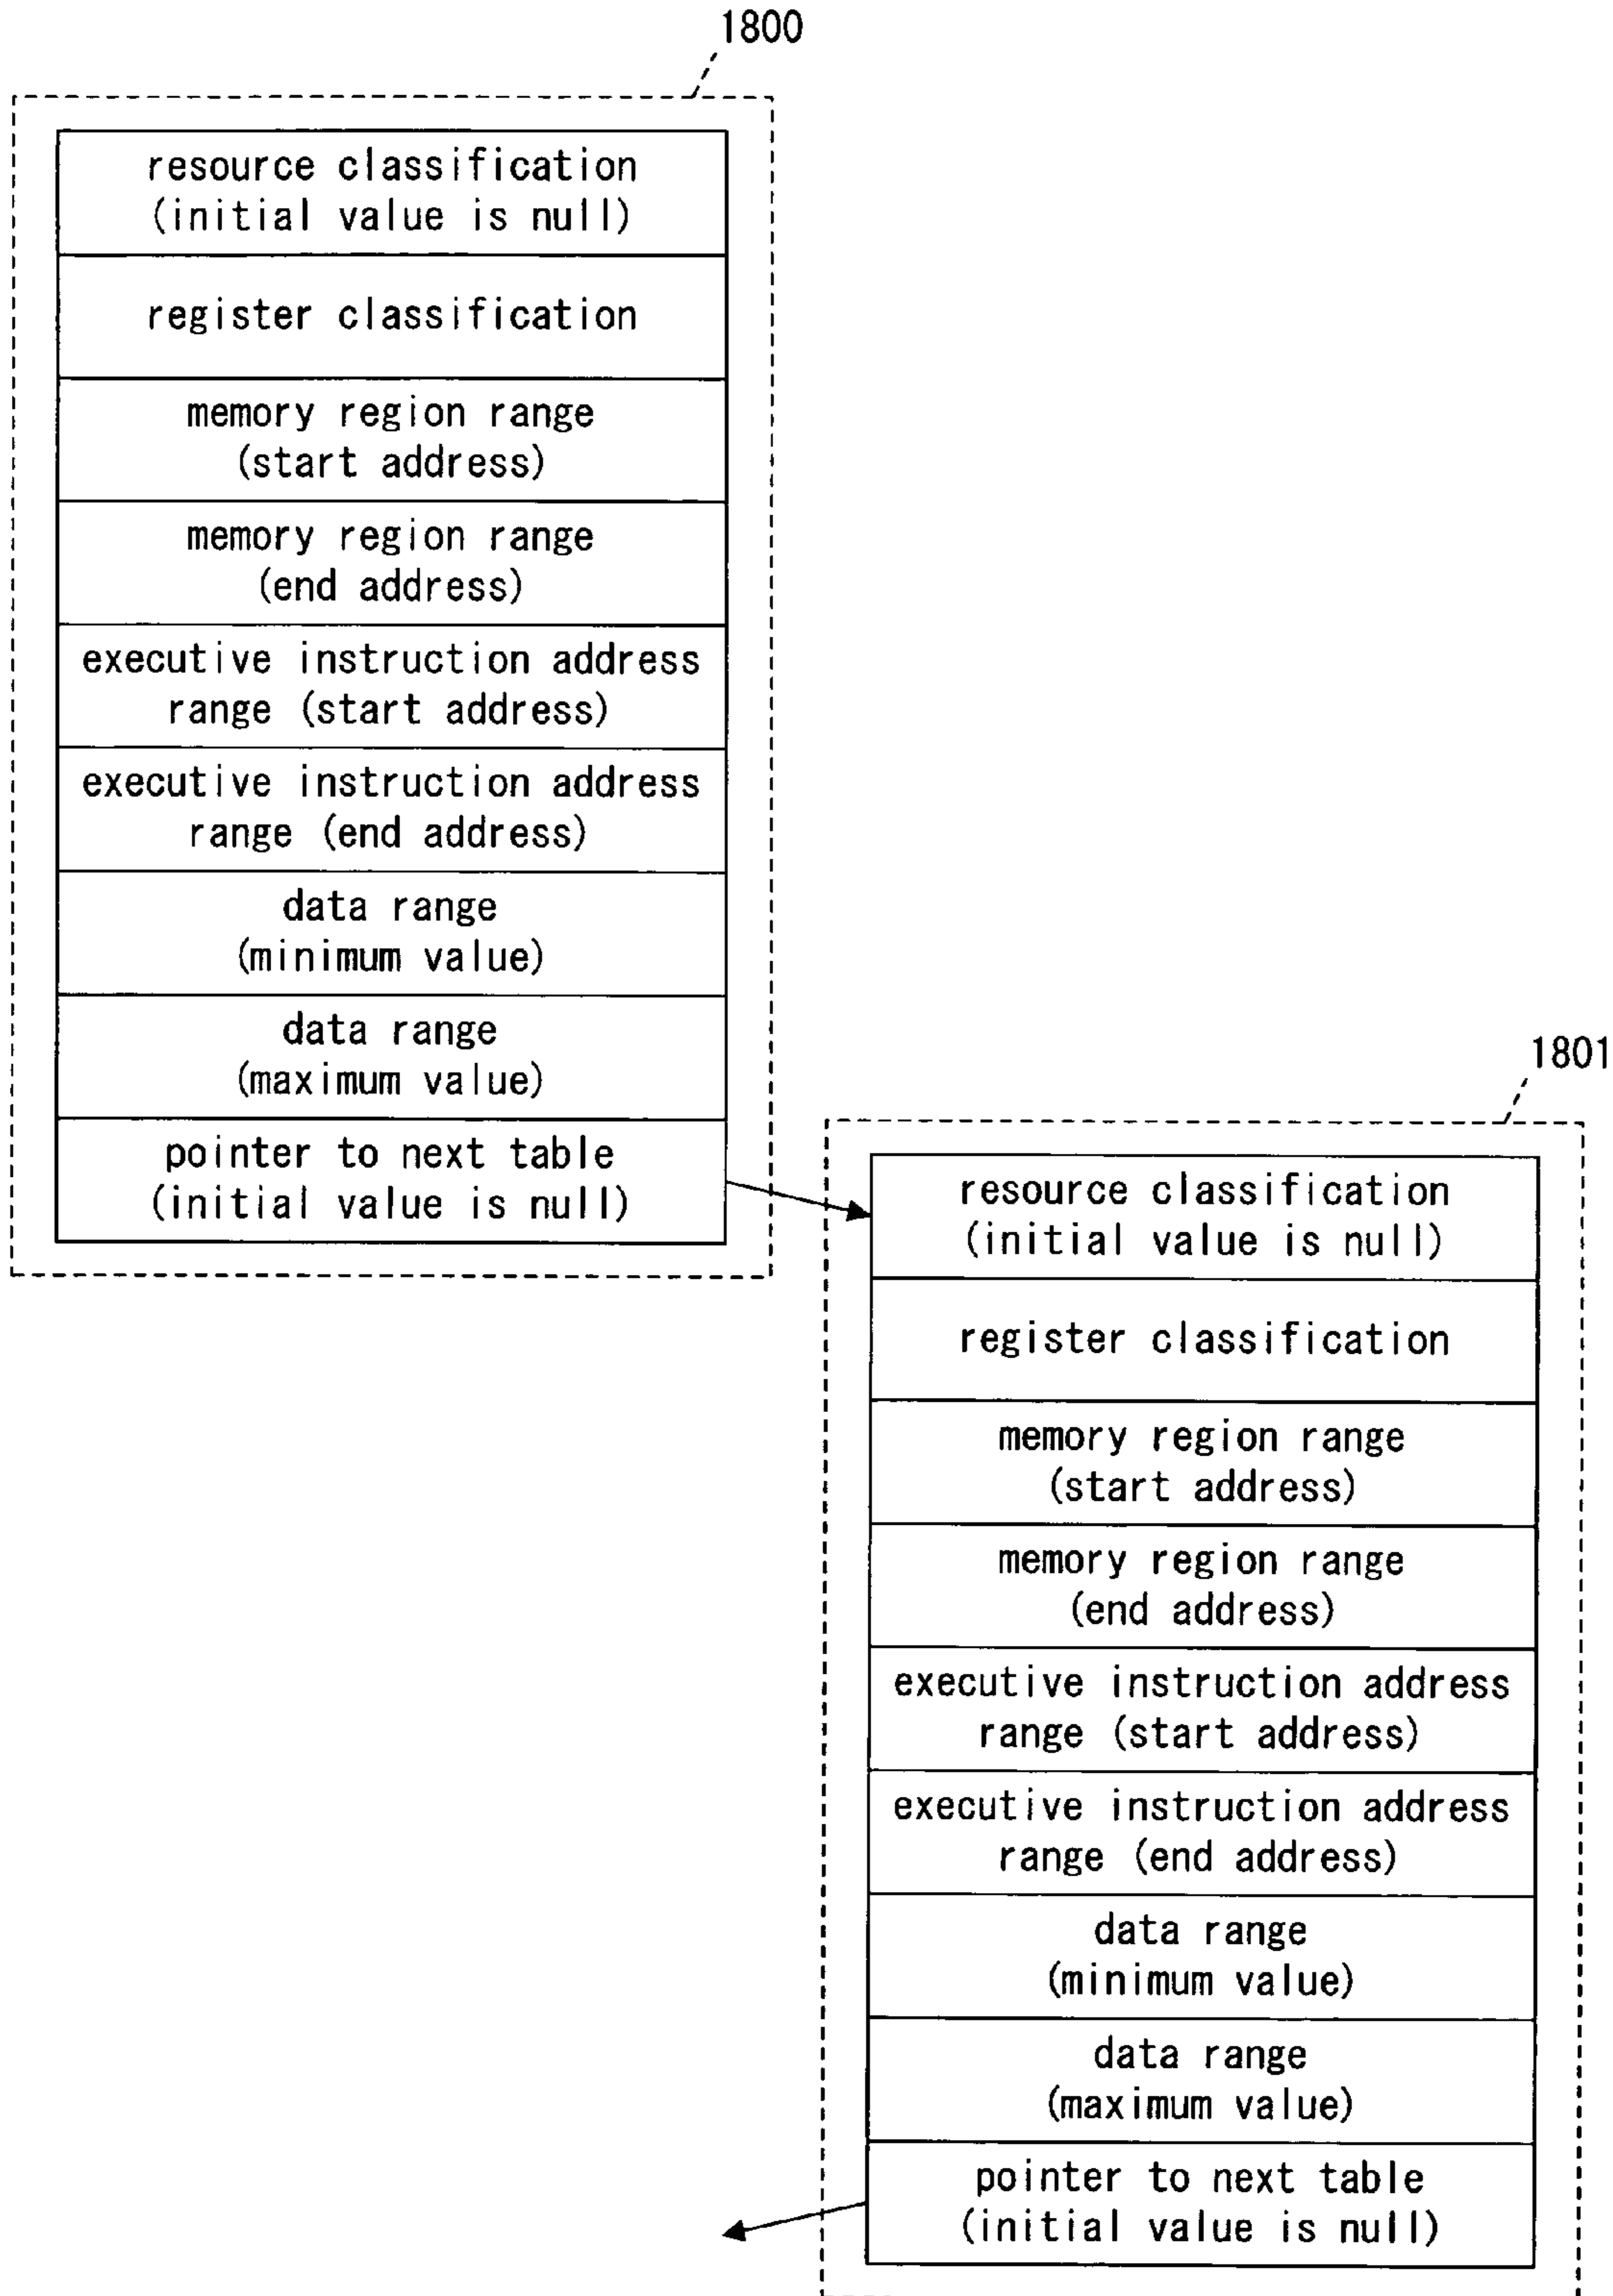 1800
resource classification
(initial value is null)
register classification
memory region range
(start address)
memory region range
(end address)
executive instruction address
range (start address)
executive instruction address
range (end address)
data range
(minimum value)
data range
(maximum value)
pointer to next table
(initial value is null)
1801
resource classification
(initial value is null)
register classification
memory region range
(start address)
memory region range
(end address)
executive instruction address
range (start address)
executive instruction address
range (end address)
data range
(minimum value)
data range
(maximum value)
pointer to next table
(initial value is null)